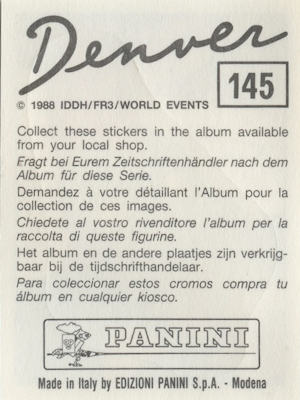 Denver
145
© 1988 IDDH/FR3/WORLD EVENTS
Collect these stickers in the album available
from your local shop.
Fragt bei Eurem Zeitschriftenhändler nach dem
Album für diese Serie.
Demandez à votre détaillant l'Album pour la
collection de ces images.
Chiedete al vostro rivenditore l'album per la
raccolta di queste figurine.
Het album en de andere plaatjes zijn verkrijg-
baar bij de tijdschrifthandelaar.
Para coleccionar estos cromos compra tu
álbum en cualquier kiosco.
PANINI
Made in Italy by EDIZIONI PANINI S.p.A. - Modena